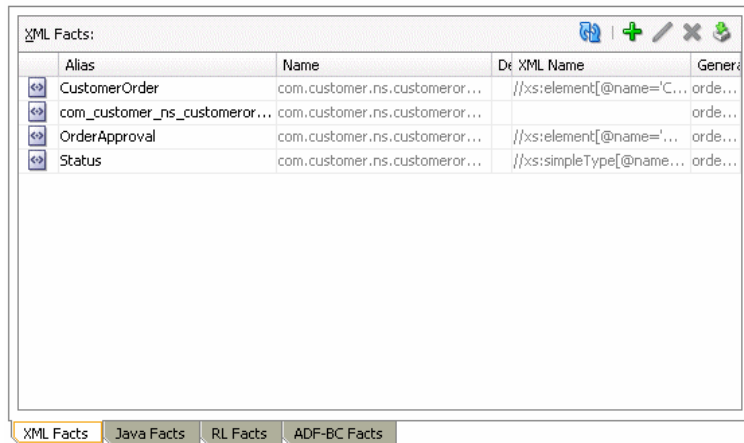 XML Facts:
Alias Name De XML Name Genera
CustomerOrder com.customer.ns.customeror... //xs:element[@name='C... orde...
com_customer_ns_customeror... com.customer.ns.customeror... orde...
OrderApproval com.customer.ns.customeror... //xs:element[@name='... orde...
Status com.customer.ns.customeror... //xs:simpleType[@name... orde...
XML Facts Java Facts RL Facts ADF-BC Facts